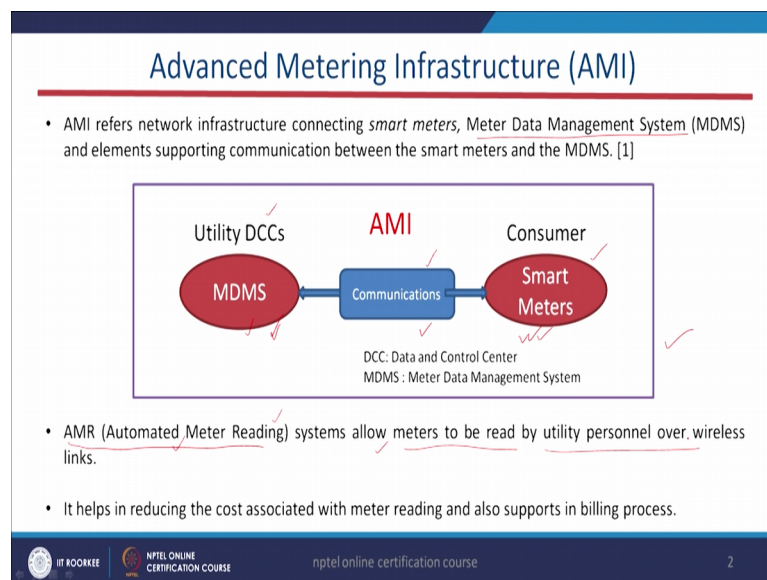 Advanced Metering Infrastructure (AMI)
• AMI refers network infrastructure connecting smart meters, Meter Data Management System (MDMS)
and elements supporting communication between the smart meters and the MDMS. [1]
Utility DCCs
AMI
Consumer
MDMS
Communications
Smart
Meters
DCC: Data and Control Center
MDMS : Meter Data Management System
• AMR (Automated Meter Reading) systems allow meters to be read by utility personnel over wireless
links.
• It helps in reducing the cost associated with meter reading and also supports in billing process.
IIT ROORKEE
NPTEL ONLINE
CERTIFICATION COURSE
nptel online certification course
2